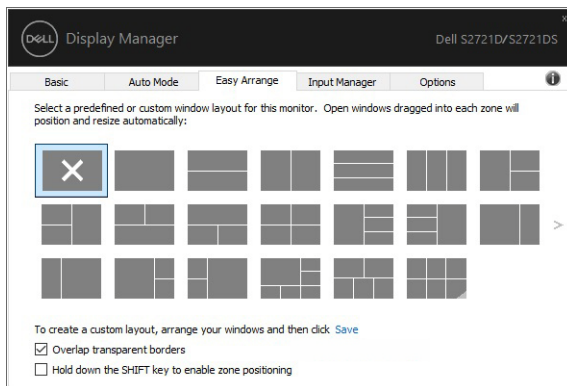 DELL Display Manager
Dell S2721D/S2721DS
Basic Auto Mode Easy Arrange Input Manager Options
Select a predefined or custom window layout for this monitor. Open windows dragged into each zone will
position and resize automatically:
To create a custom layout, arrange your windows and then click Save
Overlap transparent borders
Hold down the SHIFT key to enable zone positioning